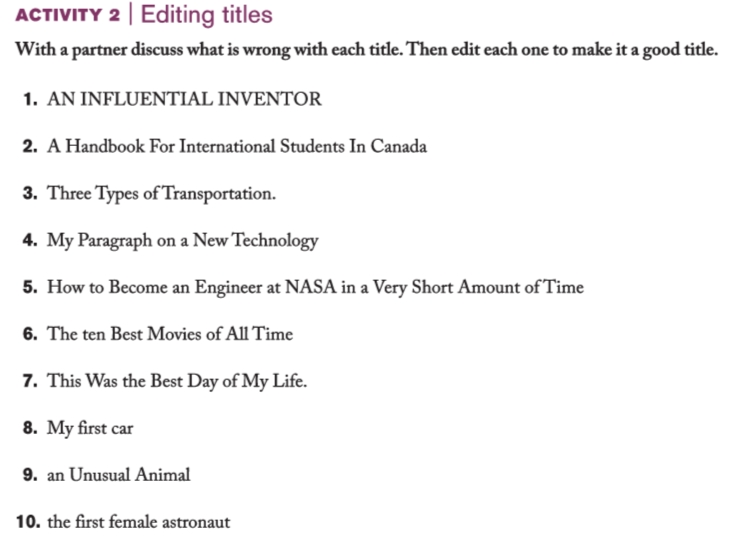 ACTIVITY 2 | Editing titles
With a partner discuss what is wrong with each title. Then edit each one to make it a good title.
1. AN INFLUENTIAL INVENTOR
2. A Handbook For International Students In Canada
3. Three Types of Transportation.
4. My Paragraph on a New Technology
5. How to Become an Engineer at NASA in a Very Short Amount of Time
6. The ten Best Movies of All Time
7. This Was the Best Day of My Life.
8. My first car
9. an Unusual Animal
10. the first female astronaut